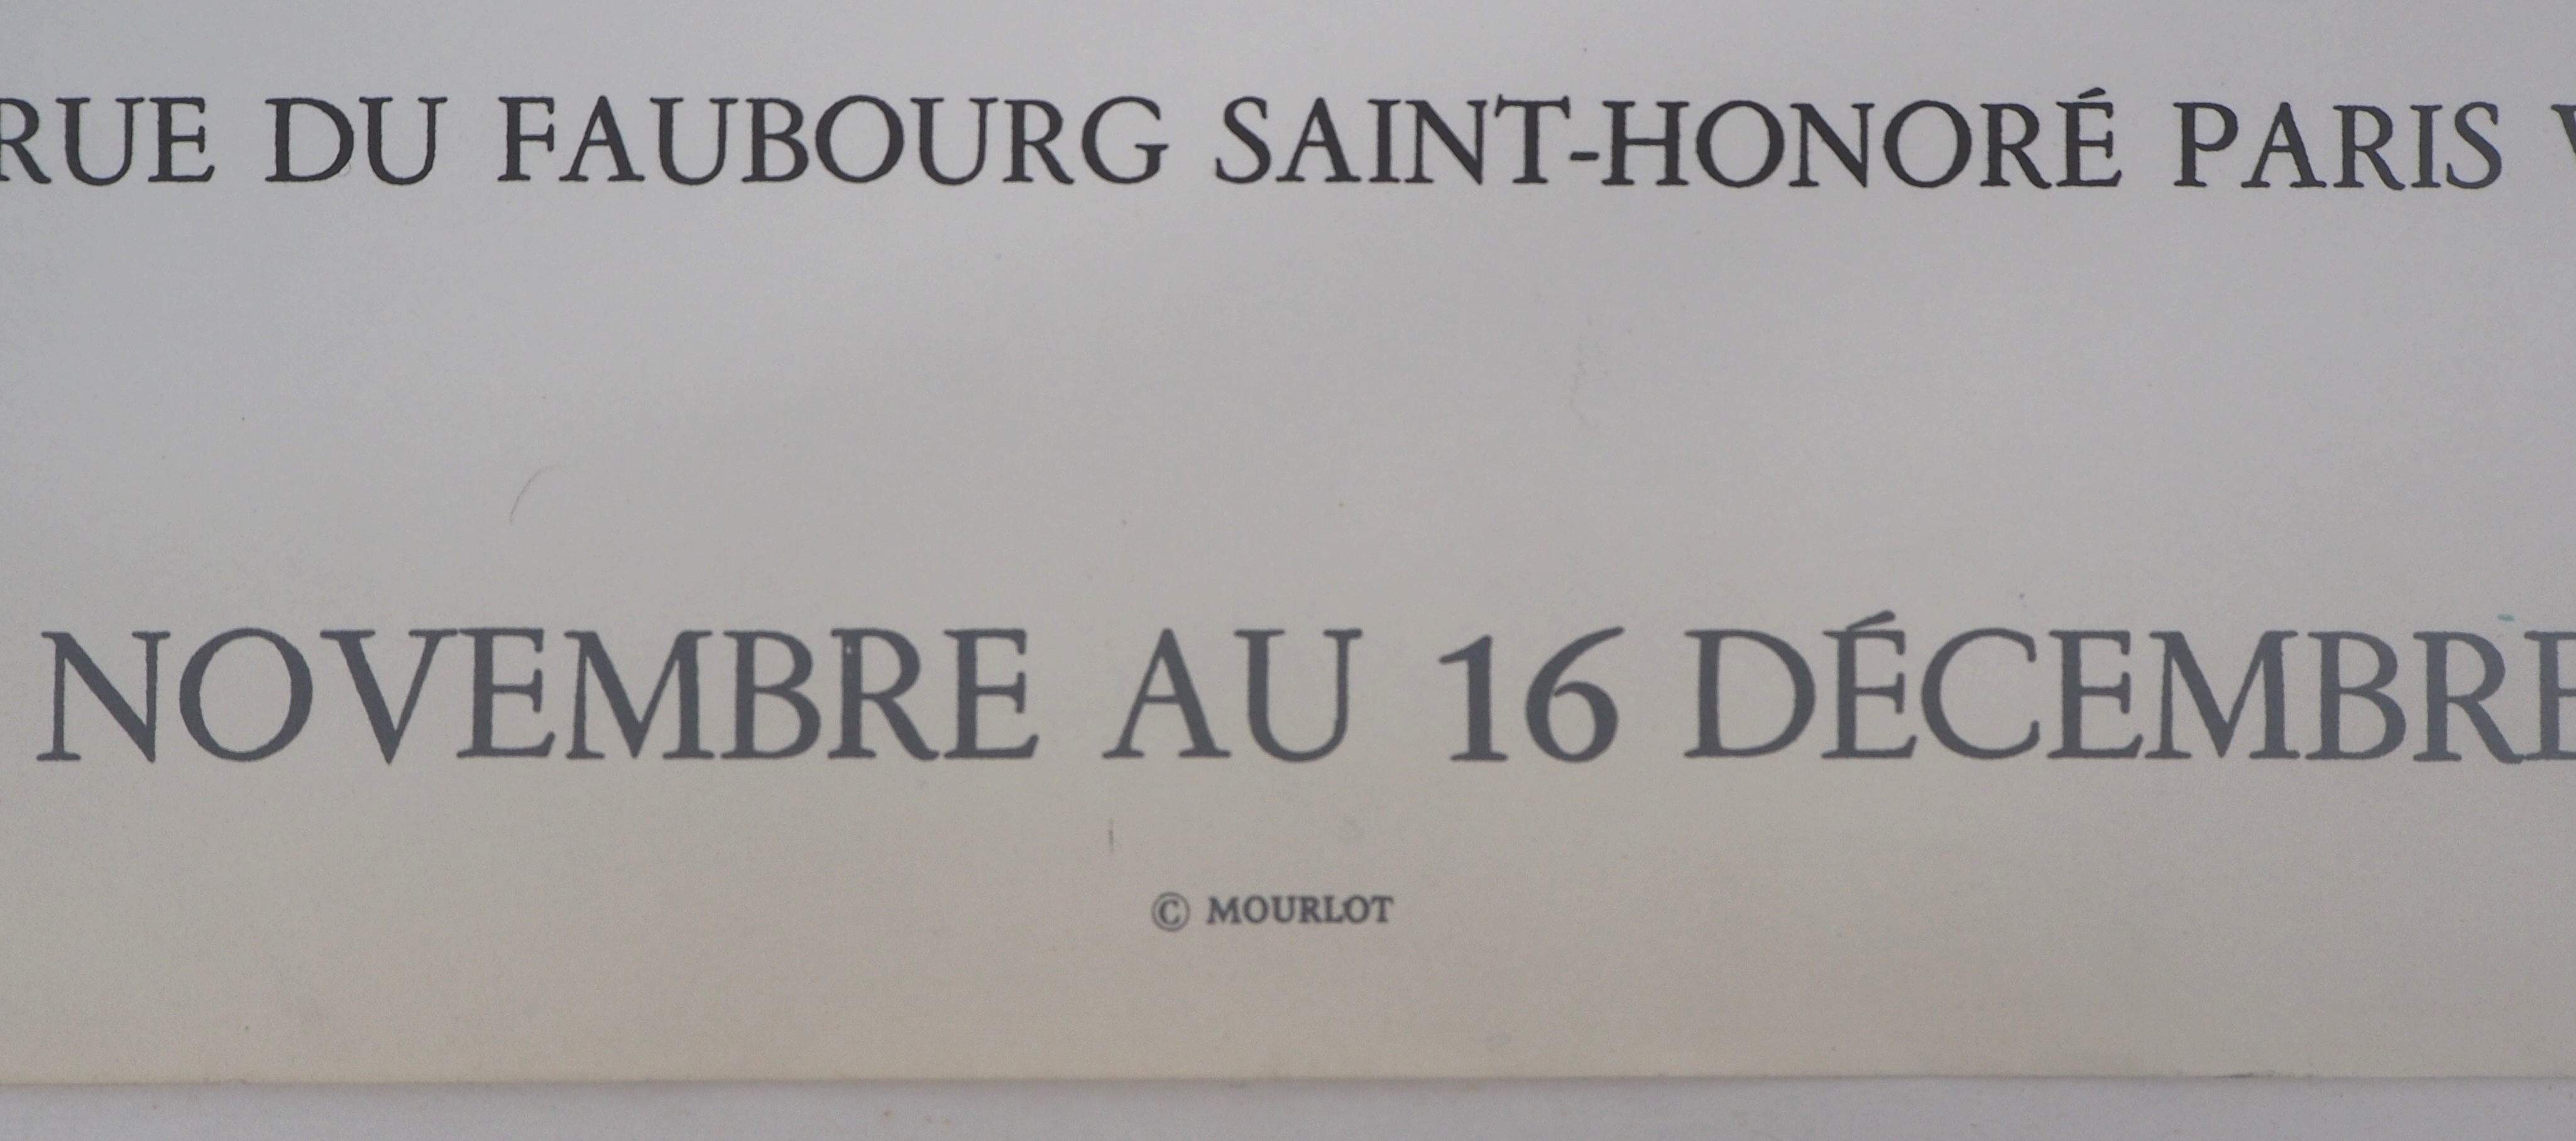 RUE DU FAUBOURG SAINT-HONORÉ PARIS
NOVEMBRE AU 16 DÉCEMBRE
© MOURLOT